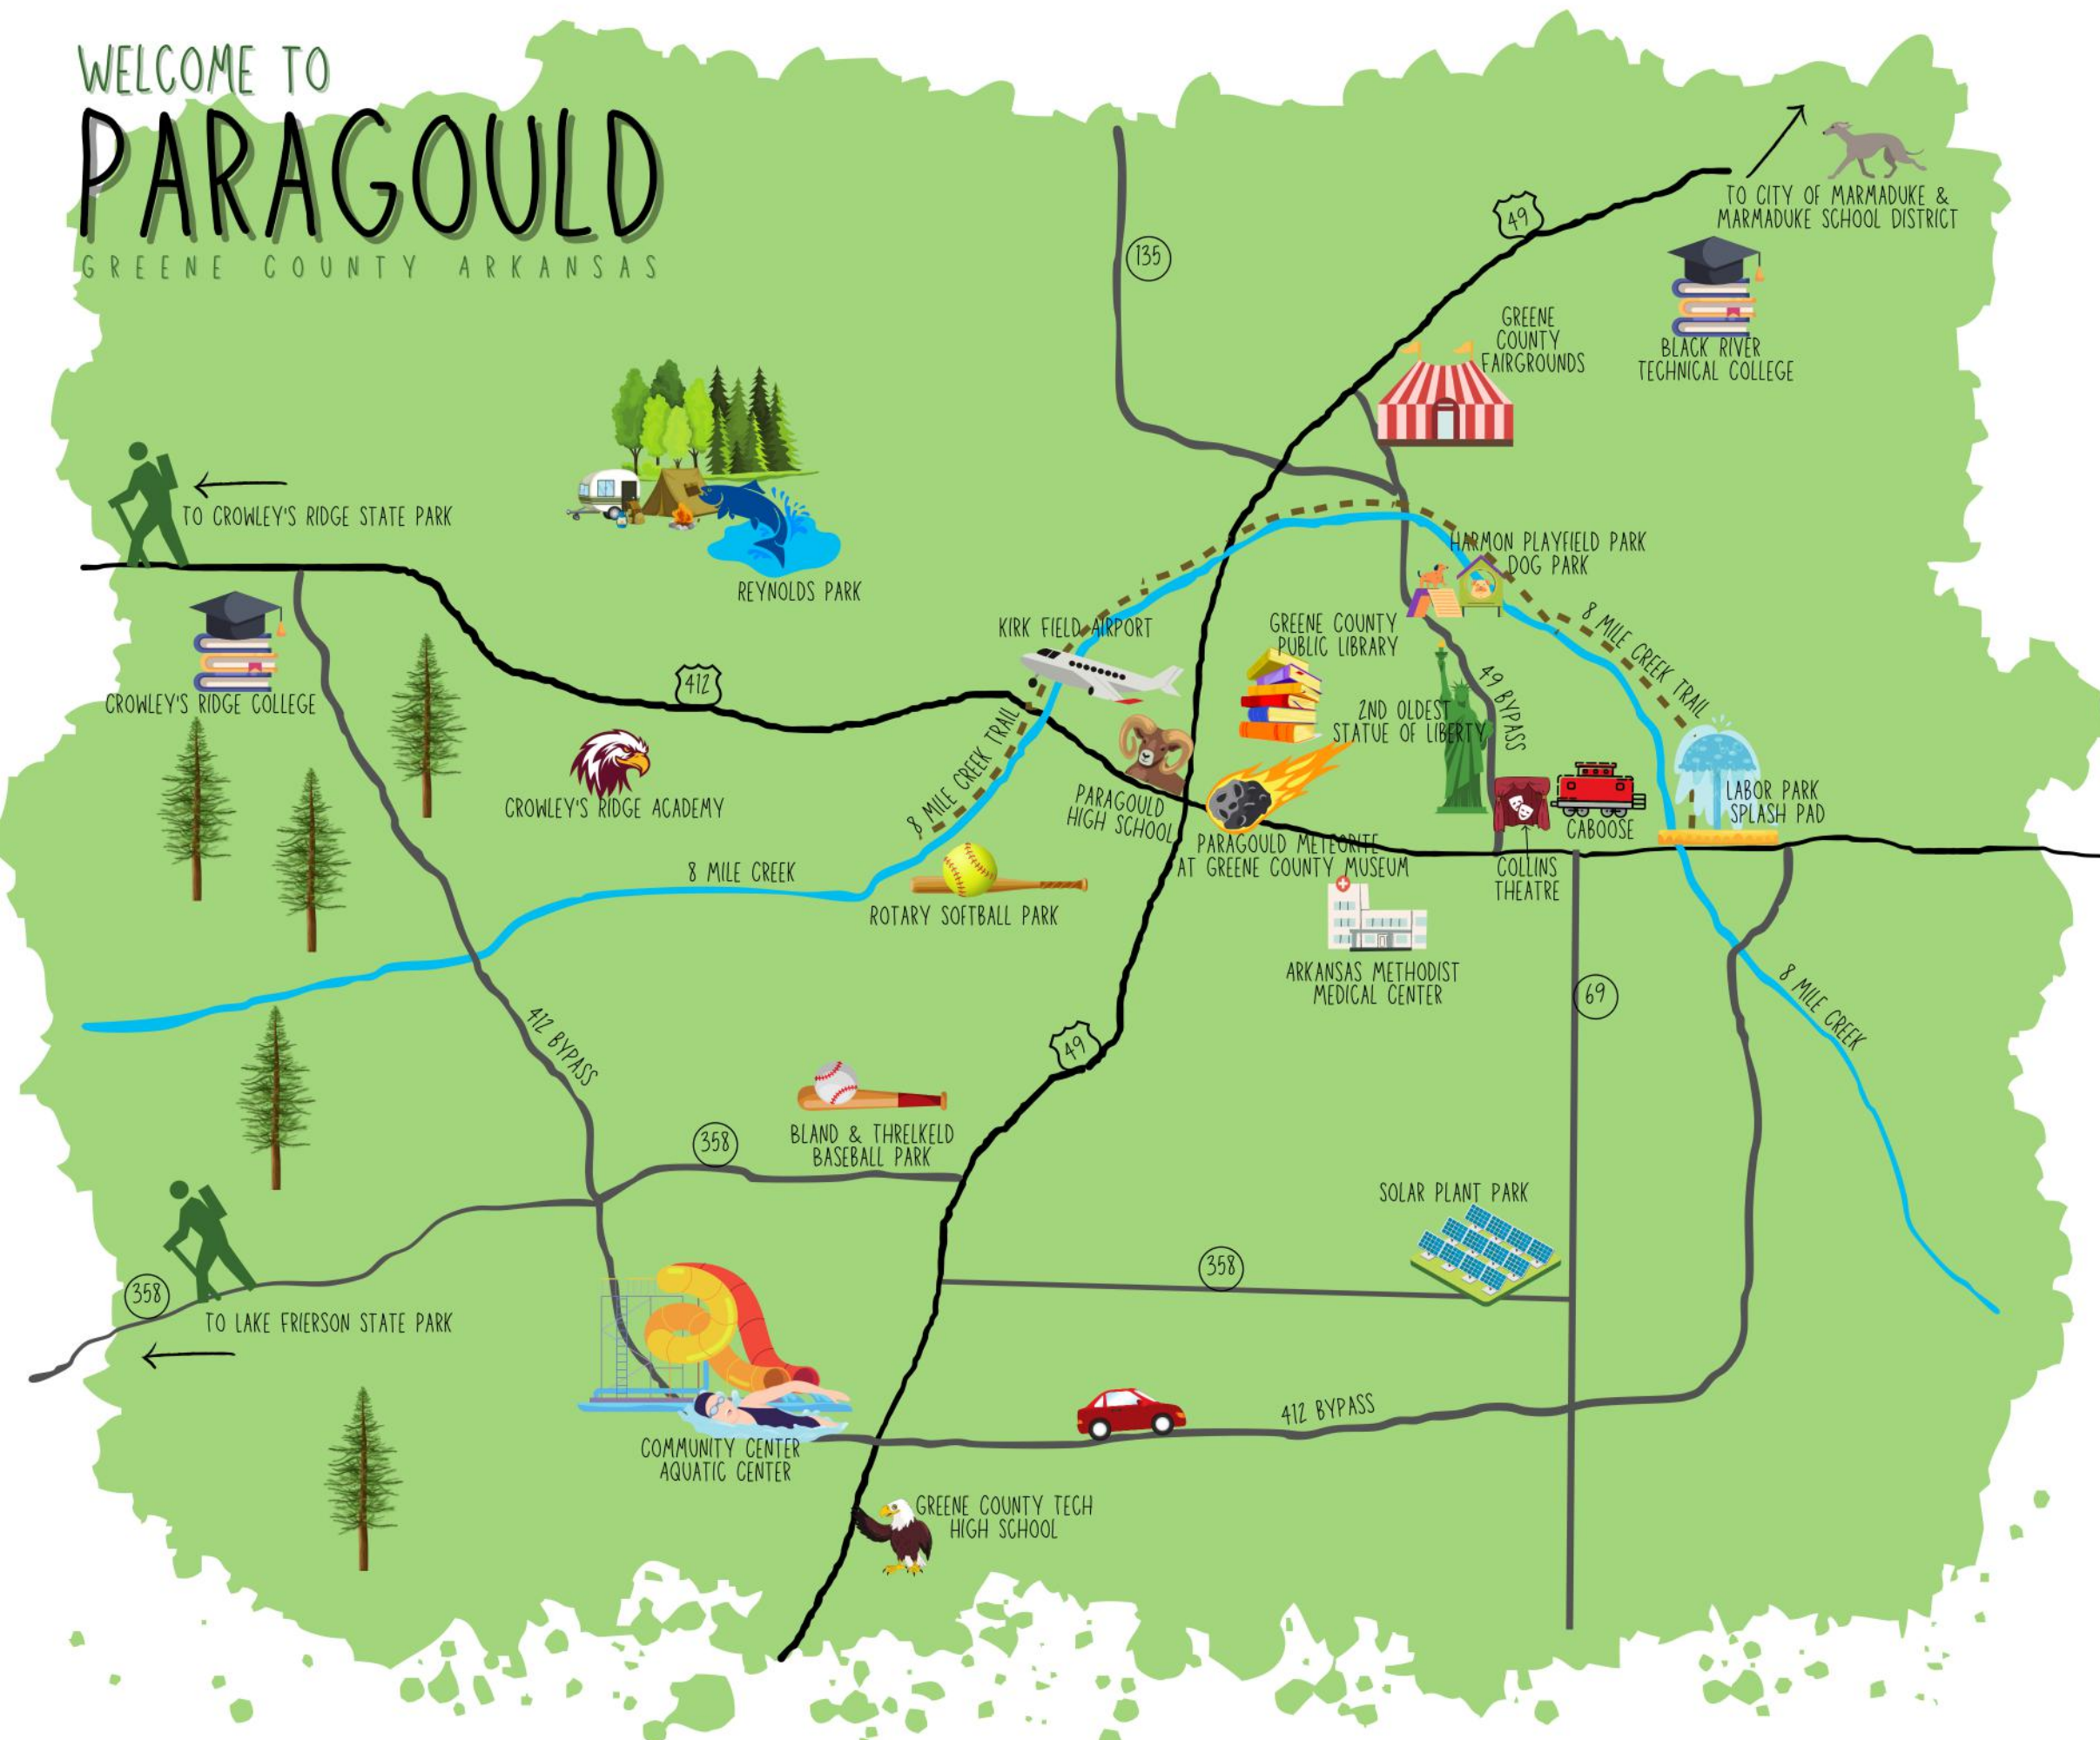 WELCOME TO
PARAGOULD
GREENE COUNTY ARKANSAS
TO CITY OF MARMADUKE &
MARMADUKE SCHOOL DISTRICT
49
135
GREENE
COUNTY
FAIRGROUNDS
BLACK RIVER
TECHNICAL COLLEGE
TO CROWLEY'S RIDGE STATE PARK
REYNOLDS PARK
HARMON PLAYFIELD PARK
DOG PARK
KIRK FIELD AIRPORT
GREENE COUNTY
PUBLIC LIBRARY
8 MILE CREEK TRAIL
CROWLEY'S RIDGE COLLEGE
412
49 BYPASS
2ND OLDEST
STATUE OF LIBERTY
8 MILE CREEK TRAIL
CROWLEY'S RIDGE ACADEMY
PARAGOULD
HIGH SCHOOL
LABOR PARK
SPLASH PAD
CABOOSE
PARAGOULD METEORITE
AT GREENE COUNTY MUSEUM
COLLINS
THEATRE
8 MILE CREEK
ROTARY SOFTBALL PARK
ARKANSAS METHODIST
MEDICAL CENTER
69
8 MILE CREEK
412 BYPASS
49
358
BLAND & THRELKELD
BASEBALL PARK
SOLAR PLANT PARK
358
358
TO LAKE FRIERSON STATE PARK
412 BYPASS
COMMUNITY CENTER
AQUATIC CENTER
GREENE COUNTY TECH
HIGH SCHOOL